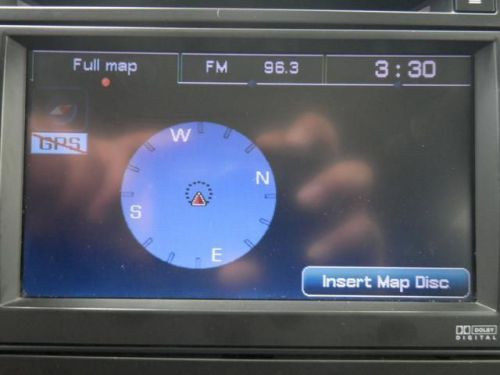 Full map FM 96.3 3:30
GPS
W
N
S
E
Insert Map Disc
DOLBY
DIGITAL